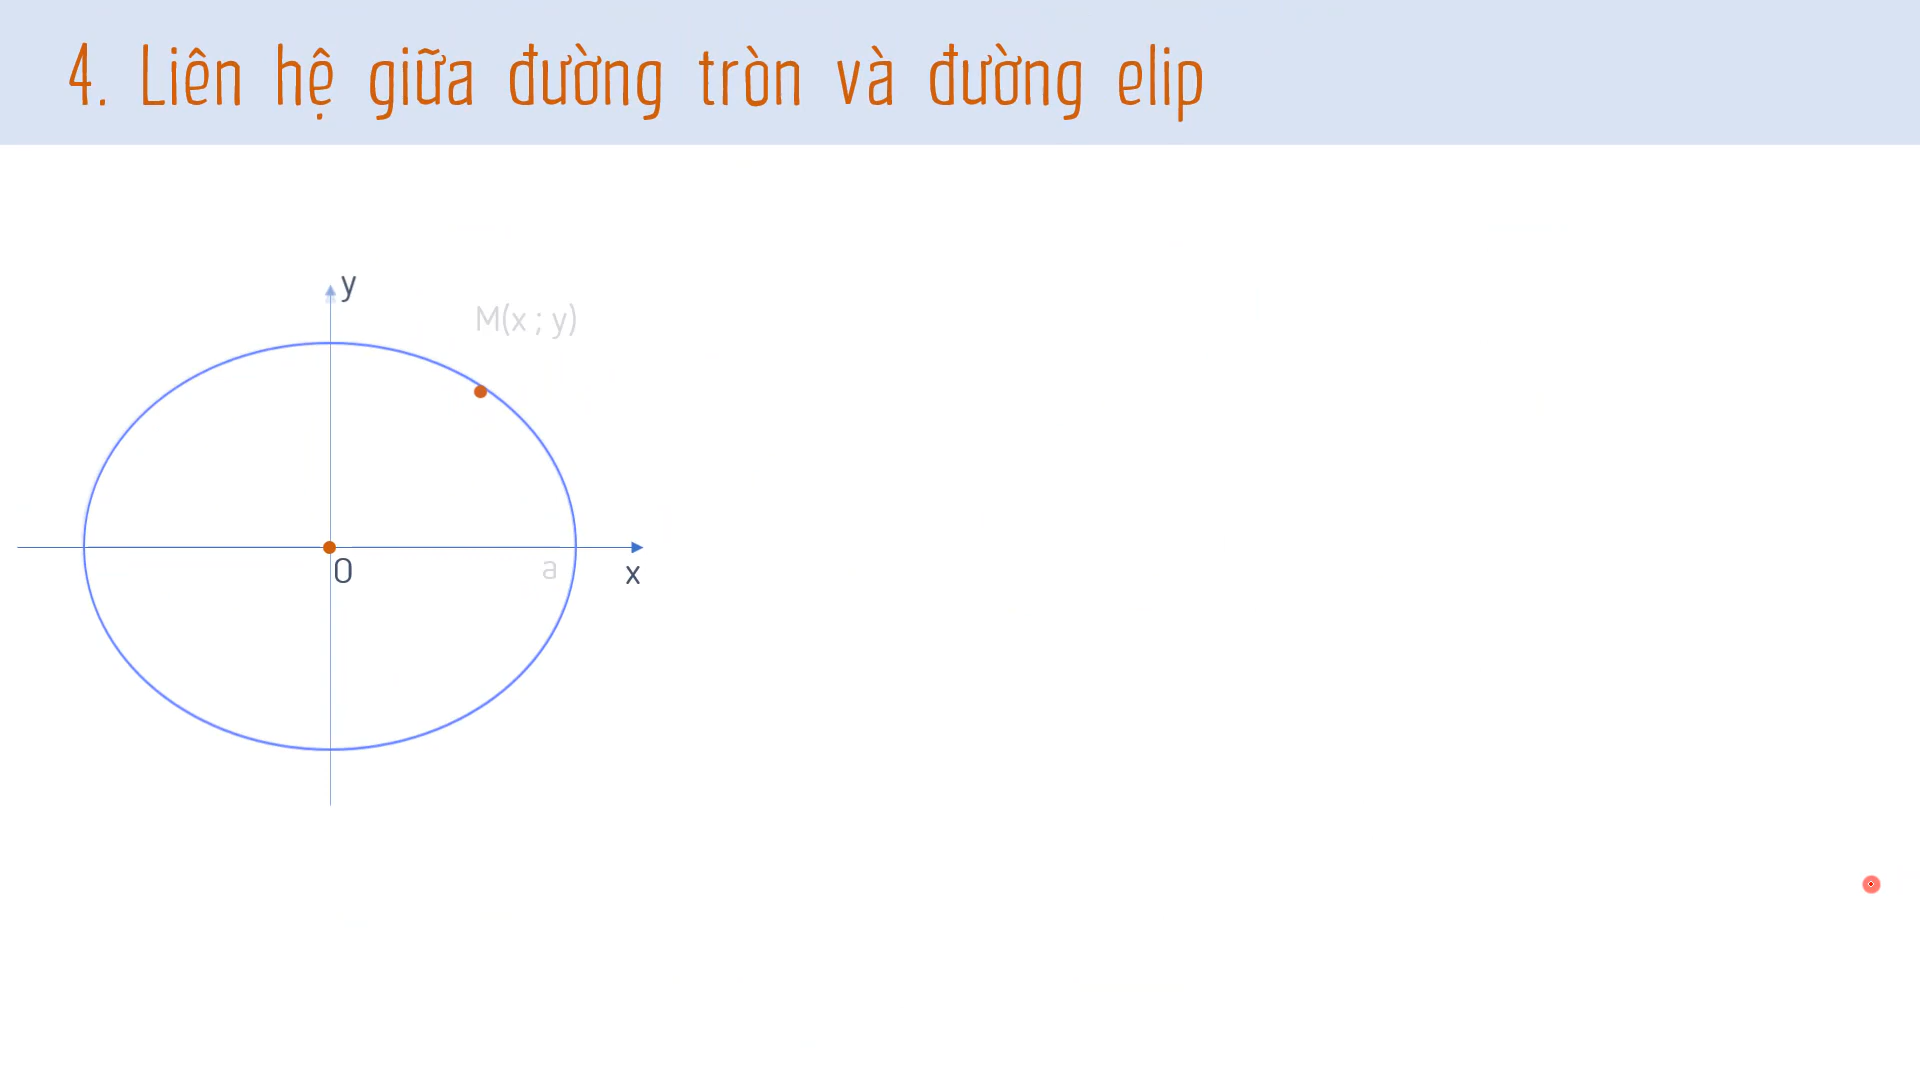 4. Liên hệ giữa đường tròn và đường elip
y
M(x ; y)
O
a
x